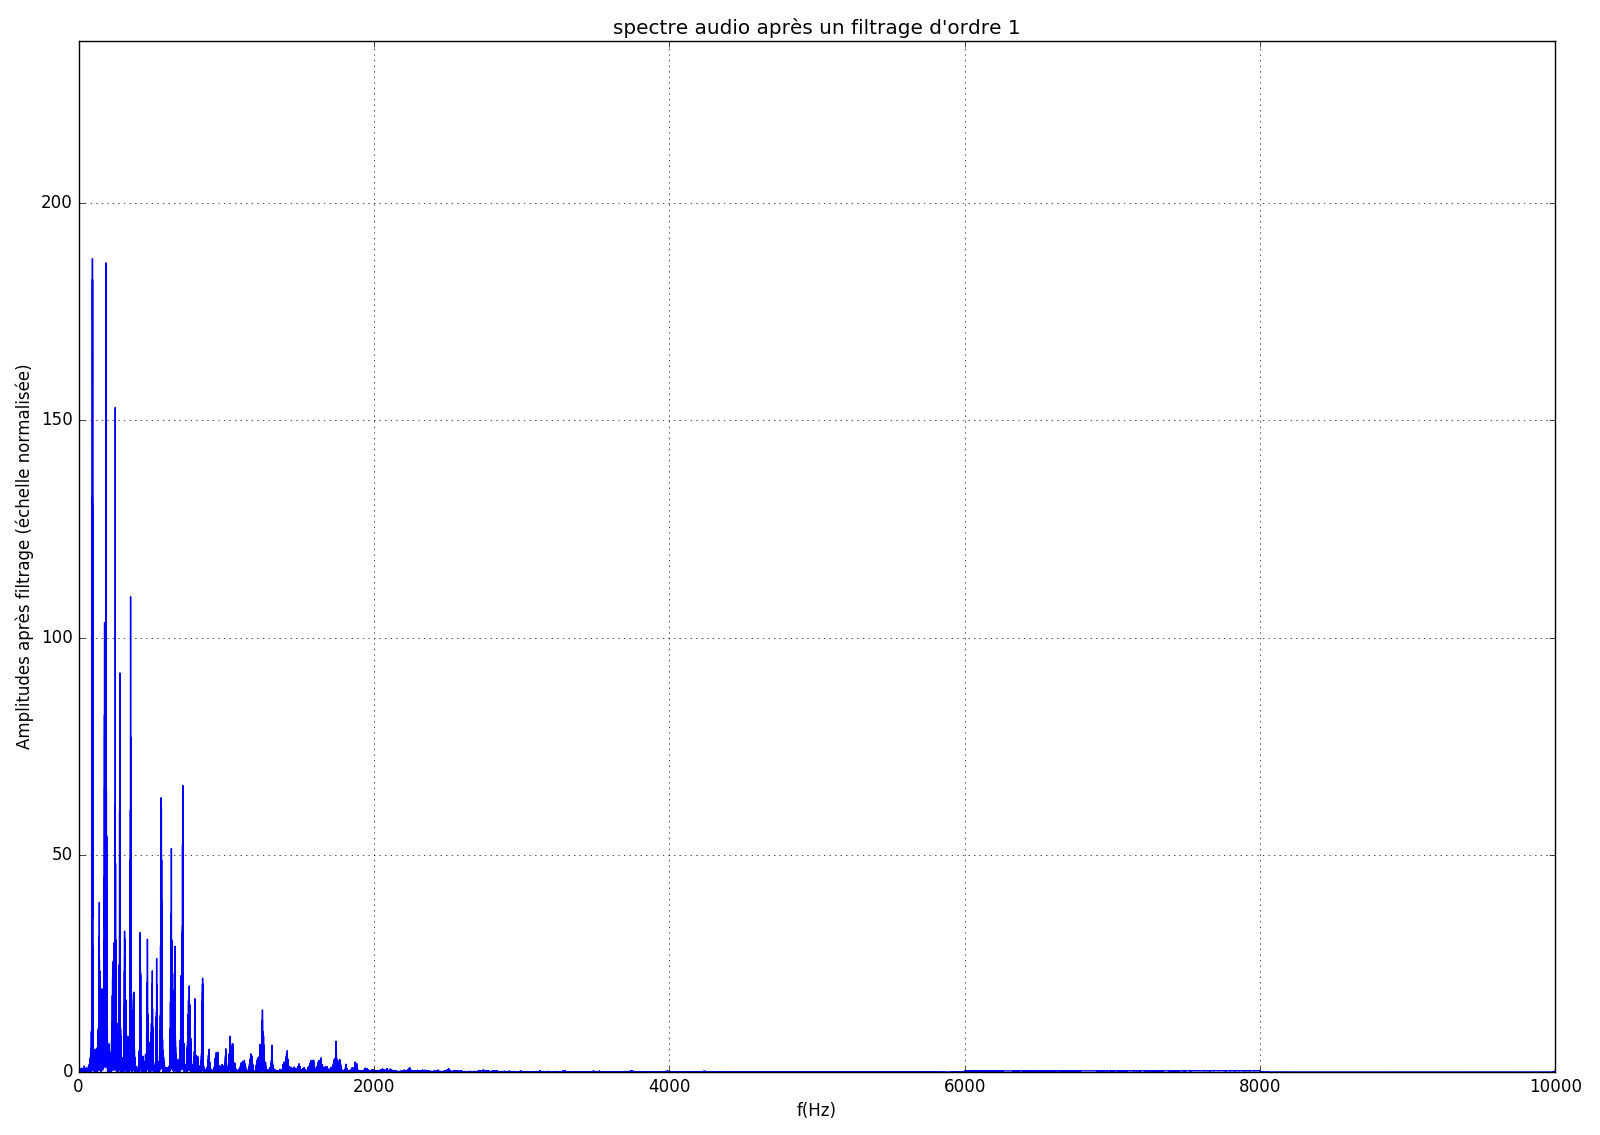 spectre audio après un filtrage d'ordre 1
Amplitudes après filtrage (échelle normalisée)
200
150
100
50
0
0 2000 4000 6000 8000 10000
f(Hz)